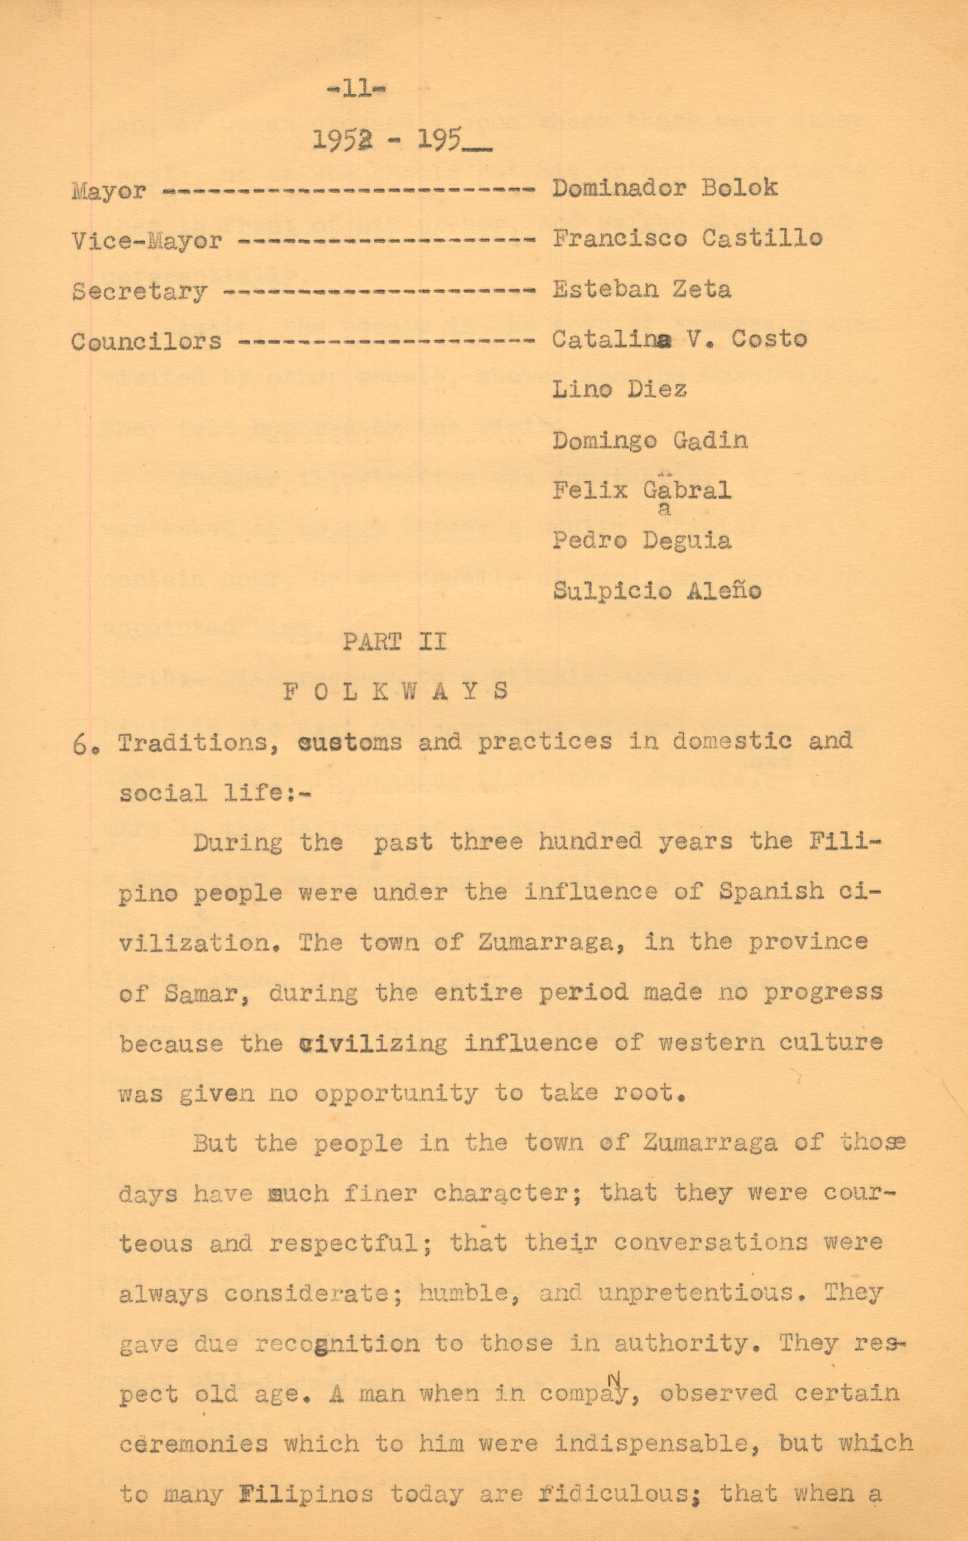 -11-
1952 - 195__
Mayor ------------------------- Dominador Bolok
Vice-Mayor -------------------- Francisco Castillo
Secretary --------------------- Esteban Zeta
Councilors -------------------- Catalina V. Costo
Lino Diez
Domingo Gadin
Felix Gabral
a
Pedro Deguia
Sulpicio Aleño
PART II
F O L K W A Y S
6. Traditions, customs and practices in domestic and
social life:-
During the past three hundred years the Fili-
pino people were under the influence of Spanish ci-
vilization. The town of Zumarraga, in the province
of Samar, during the entire period made no progress
because the civilizing influence of western culture
was given no opportunity to take root.
But the people in the town of Zumarraga of those
days have such finer character; that they were cour-
teous and respectful; that their conversations were
always considerate; humble, and unpretentious. They
gave due recognition to those in authority. They res-
pect old age. A man when in compaNy, observed certain
ceremonies which to him were indispensable, but which
to many Filipinos today are ridiculous; that when a